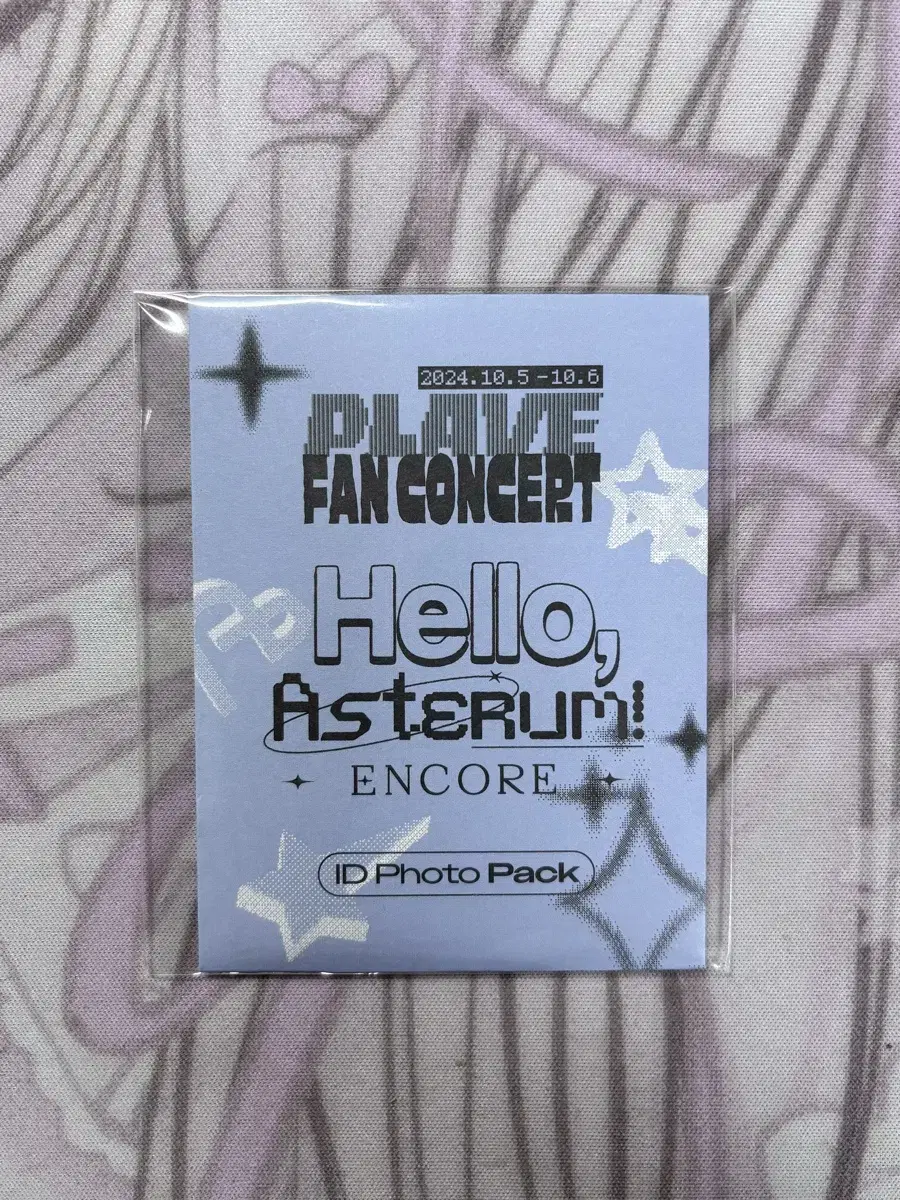 2024.10.5-10.6
PLAVE
FAN CONCERT
Hello,
Asterum!
ENCORE
ID Photo Pack